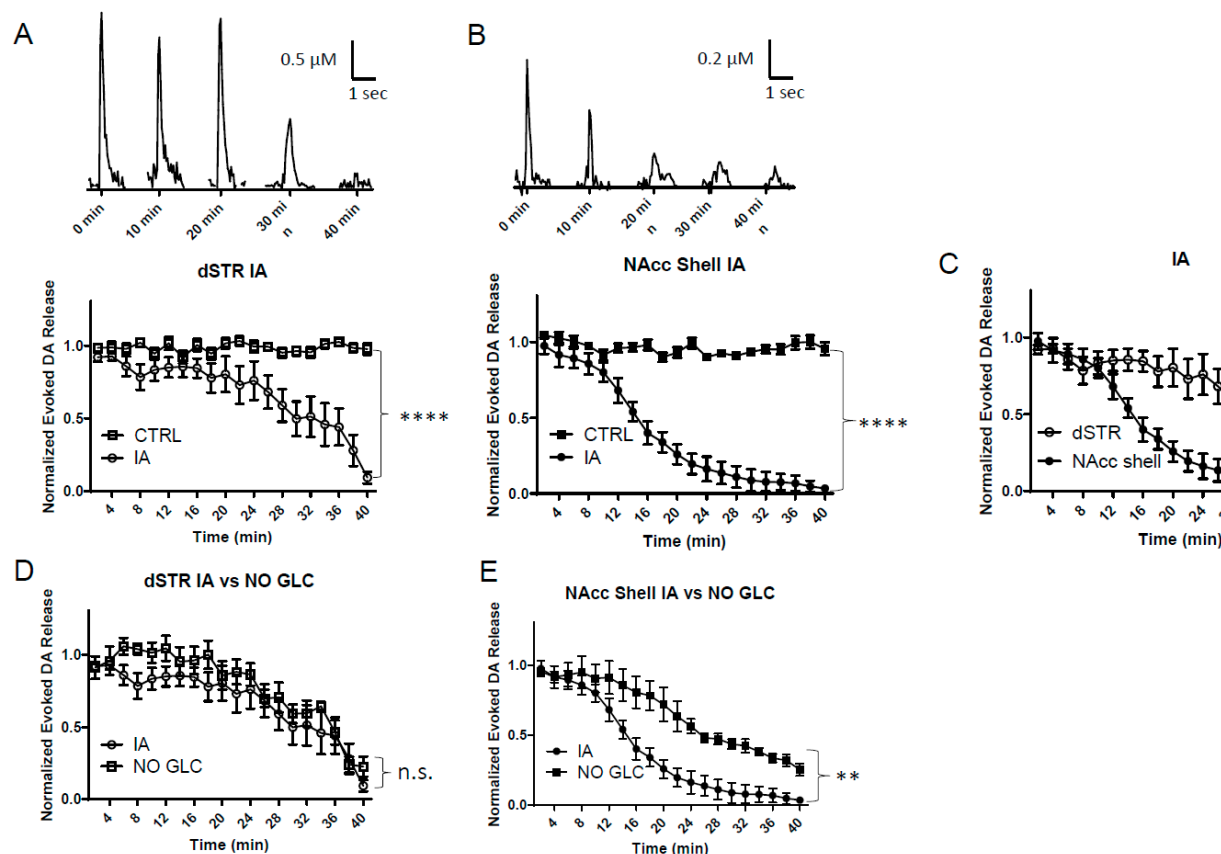 A
0.5 µM
1 sec
0 min
10 min
20 min
30 mi
n
40 min
dSTR IA
Normalized Evoked DA Release
1.0
0.5
0.0
CTRL
IA
****
4
8
12
16
20
24
28
32
36
40
Time (min)
B
0.2 µM
1 sec
0 min
10 min
20 mi
n
30 min
40 mi
n
NAcc Shell IA
Normalized Evoked DA Release
1.0
0.5
0.0
CTRL
IA
****
4
8
12
16
20
24
28
32
36
40
Time (min)
C
IA
Normalized Evoked DA Release
1.0
0.5
0.0
dSTR
NAcc shell
4
8
12
16
20
24
Time (min)
D
dSTR IA vs NO GLC
Normalized Evoked DA Release
1.0
0.5
0.0
IA
NO GLC
n.s.
4
8
12
16
20
24
28
32
36
40
Time (min)
E
NAcc Shell IA vs NO GLC
Normalized Evoked DA Release
1.0
0.5
0.0
IA
NO GLC
**
4
8
12
16
20
24
28
32
36
40
Time (min)